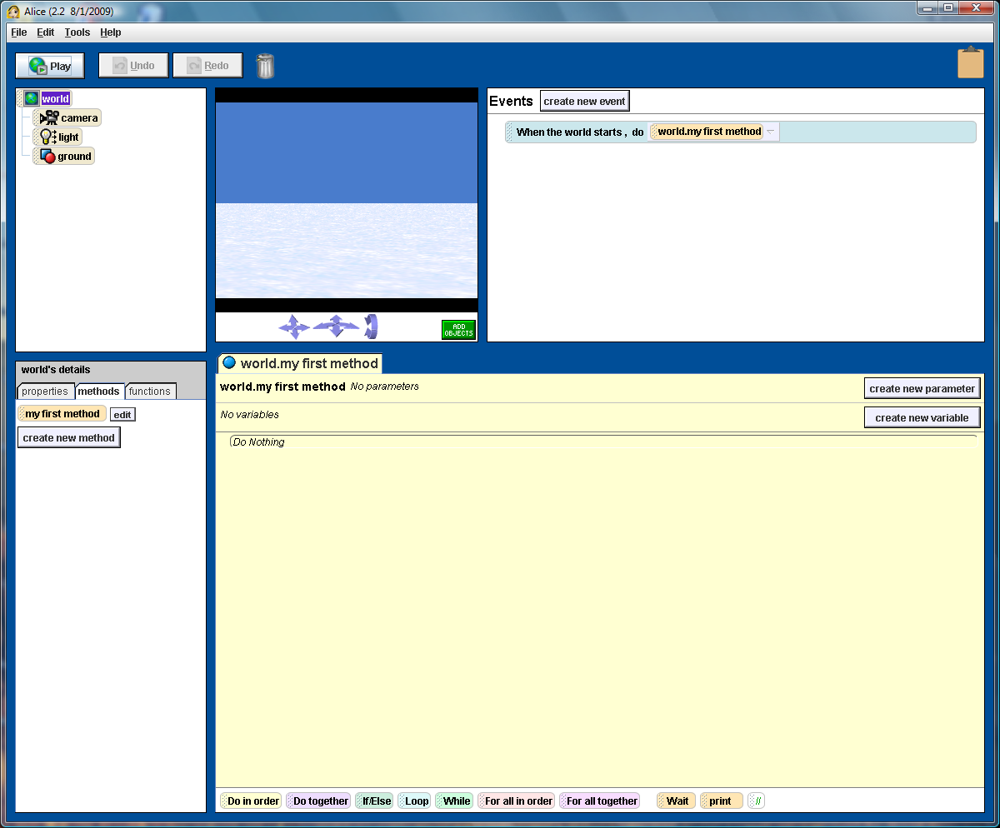 Alice (2.2 8/1/2009)
File Edit Tools Help
Play Undo Redo
world
camera
light
ground
ADD
OBJECTS
Events create new event
When the world starts , do world.my first method
world's details
properties methods functions
my first method edit
create new method
world.my first method
world.my first method No parameters create new parameter
No variables create new variable
Do Nothing
Do in order Do together If/Else Loop While For all in order For all together Wait print //